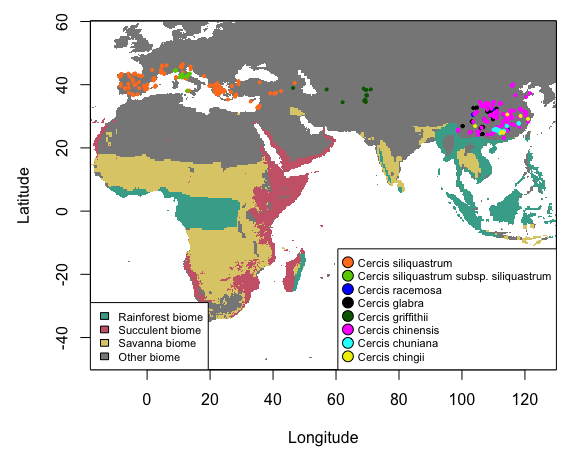 60
40
20
0
-20
-40
Latitude
Cercis siliquastrum
Cercis siliquastrum subsp. siliquastrum
Cercis racemosa
Cercis glabra
Cercis griffithii
Cercis chinensis
Cercis chuniana
Cercis chingii
Rainforest biome
Succulent biome
Savanna biome
Other biome
0 20 40 60 80 100 120
Longitude